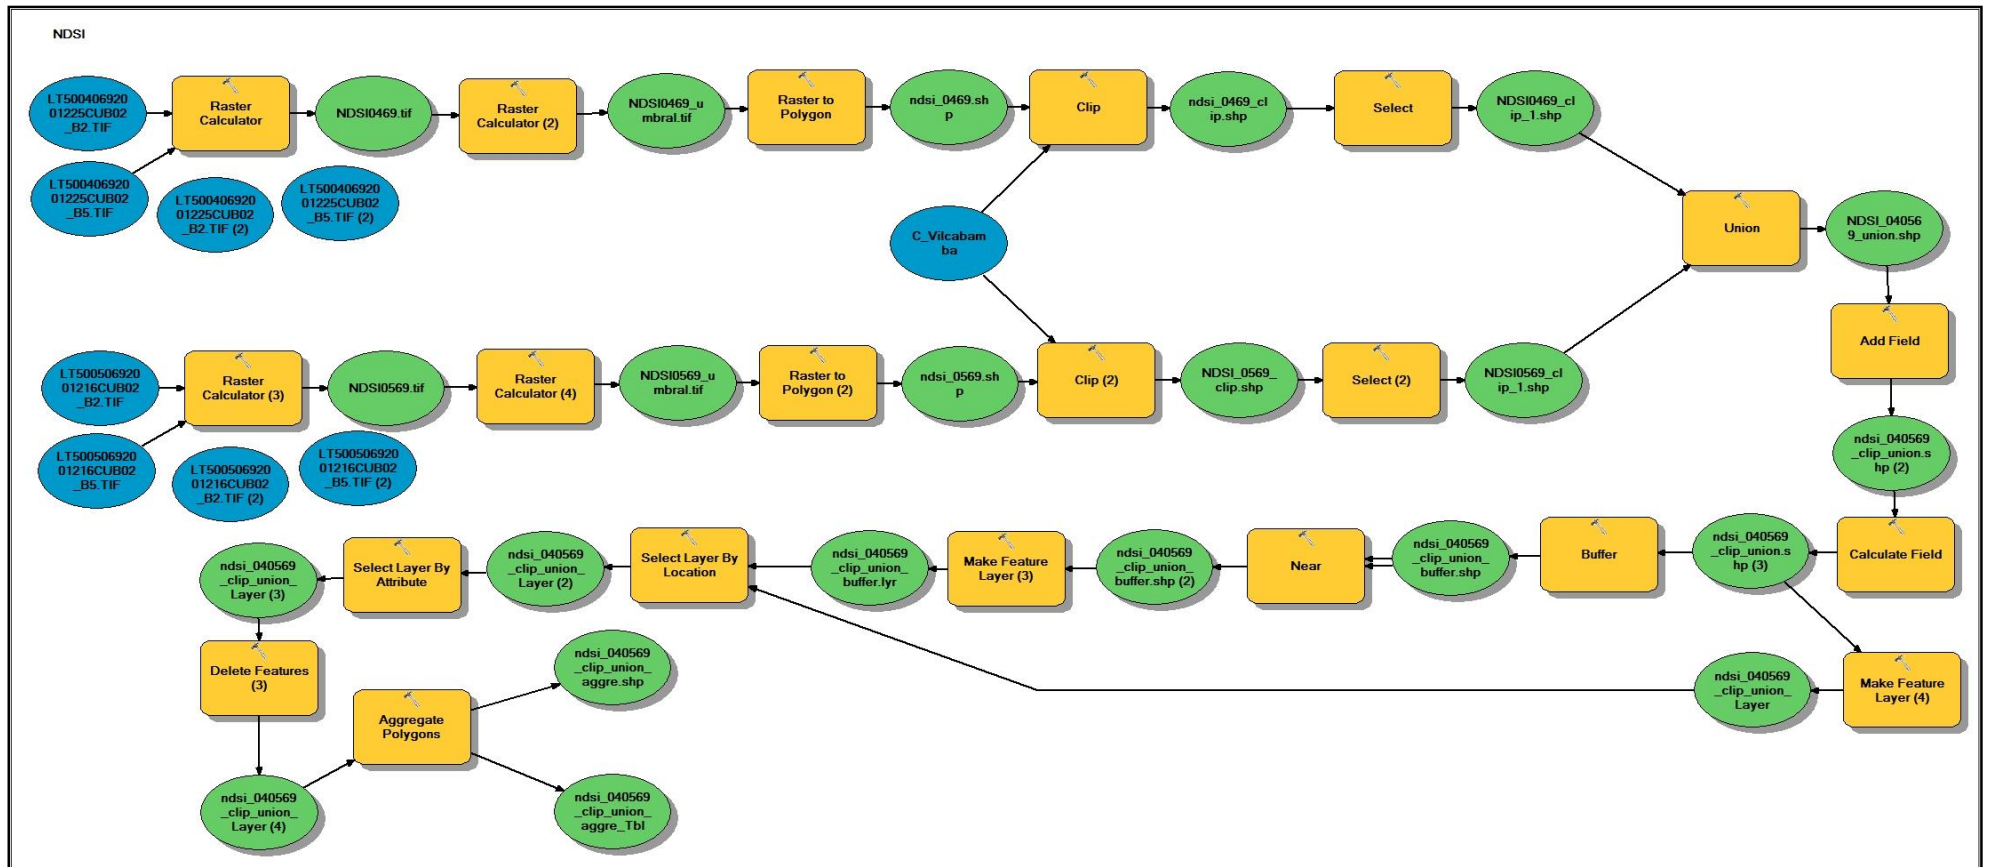 NDSI
LT500406920
01225CUB02
_B2.TIF
Raster
Calculator
NDSI0469.tif
Raster
Calculator (2)
NDSI0469_u
mbral.tif
Raster to
Polygon
ndsi_0469.sh
p
Clip
ndsi_0469_cl
ip.shp
Select
NDSI0469_cl
ip_1.shp
LT500406920
01225CUB02
_B5.TIF
LT500406920
01225CUB02
_B2.TIF (2)
LT500406920
01225CUB02
_B5.TIF (2)
C_Vilcabam
ba
Union
NDSI_04056
9_union.shp
Add Field
LT500506920
01216CUB02
_B2.TIF
Raster
Calculator (3)
NDSI0569.tif
Raster
Calculator (4)
NDSI0569_u
mbral.tif
Raster to
Polygon (2)
ndsi_0569.sh
p
Clip (2)
NDSI_0569_
clip.shp
Select (2)
NDSI0569_cl
ip_1.shp
LT500506920
01216CUB02
_B5.TIF
LT500506920
01216CUB02
_B2.TIF (2)
LT500506920
01216CUB02
_B5.TIF (2)
ndsi_040569
_clip_union.s
hp (2)
Calculate Field
ndsi_040569
_clip_union.s
hp (3)
Buffer
ndsi_040569
_clip_union_
buffer.shp
Near
ndsi_040569
_clip_union_
buffer.shp (2)
Make Feature
Layer (3)
ndsi_040569
_clip_union_
buffer.lyr
Select Layer By
Location
ndsi_040569
_clip_union_
Layer (2)
Select Layer By
Attribute
ndsi_040569
_clip_union_
Layer (3)
Make Feature
Layer (4)
ndsi_040569
_clip_union_
Layer
Delete Features
(3)
ndsi_040569
_clip_union_
aggre.shp
Aggregate
Polygons
ndsi_040569
_clip_union_
Layer (4)
ndsi_040569
_clip_union_
aggre_Tbl